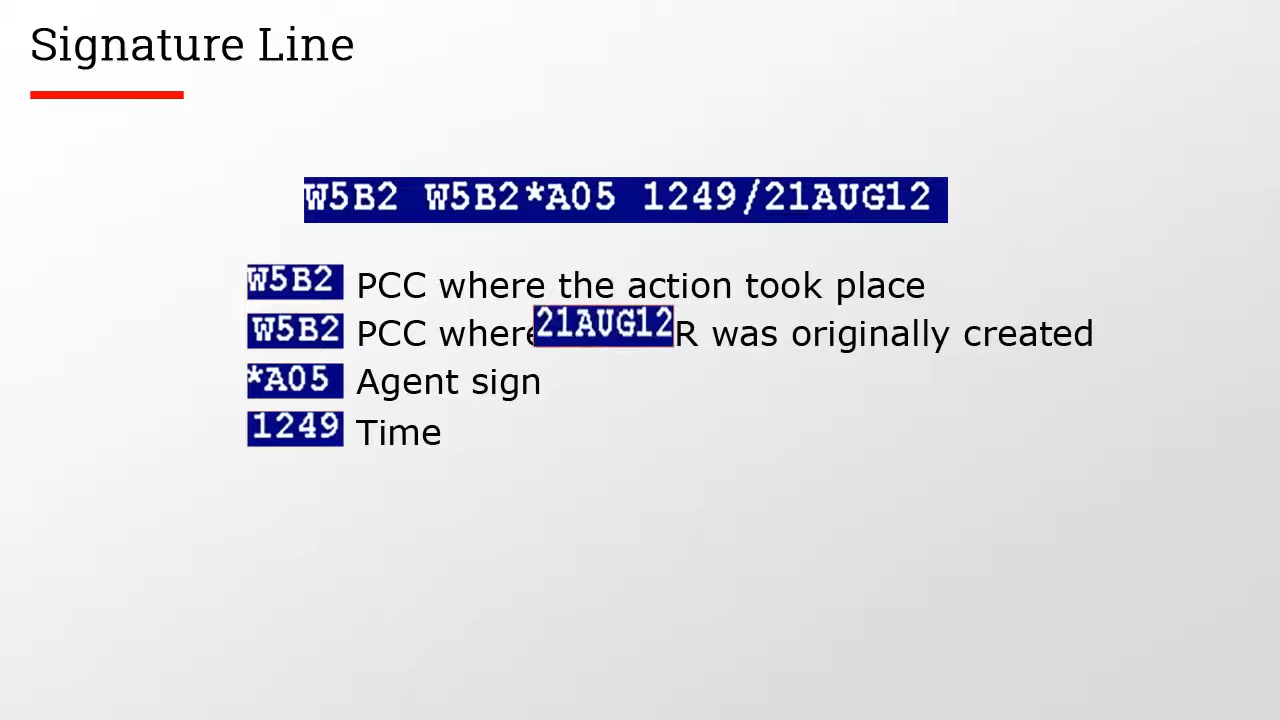 Signature Line
W5B2 W5B2*A05 1249/21AUG12
W5B2 PCC where the action took place
W5B2 PCC where 21AUG12 R was originally created
*A05 Agent sign
1249 Time